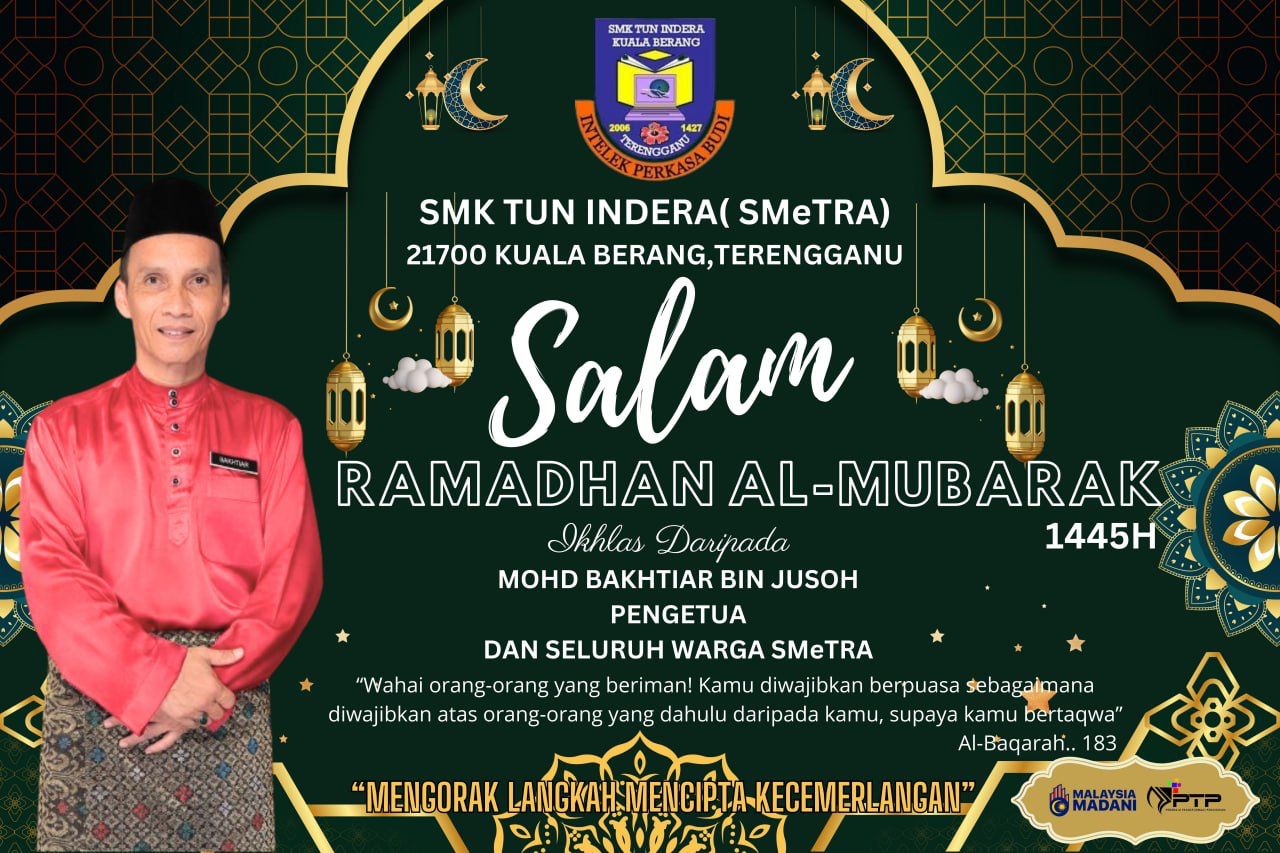 SMK TUN INDERA
KUALA BERANG
2006 1427
TERENGGANU
INTELEK PERKASA BUDI
SMK TUN INDERA( SMeTRA)
21700 KUALA BERANG,TERENGGANU
Salam
RAMADHAN AL-MUBARAK
1445H
Ikhlas Daripada
MOHD BAKHTIAR BIN JUSOH
PENGETUA
DAN SELURUH WARGA SMeTRA
BAKHTIAR
“Wahai orang-orang yang beriman! Kamu diwajibkan berpuasa sebagaimana
diwajibkan atas orang-orang yang dahulu daripada kamu, supaya kamu bertaqwa”
Al-Baqarah.. 183
“MENGORAK LANGKAH MENCIPTA KECEMERLANGAN”
MALAYSIA
MADANI
PTP